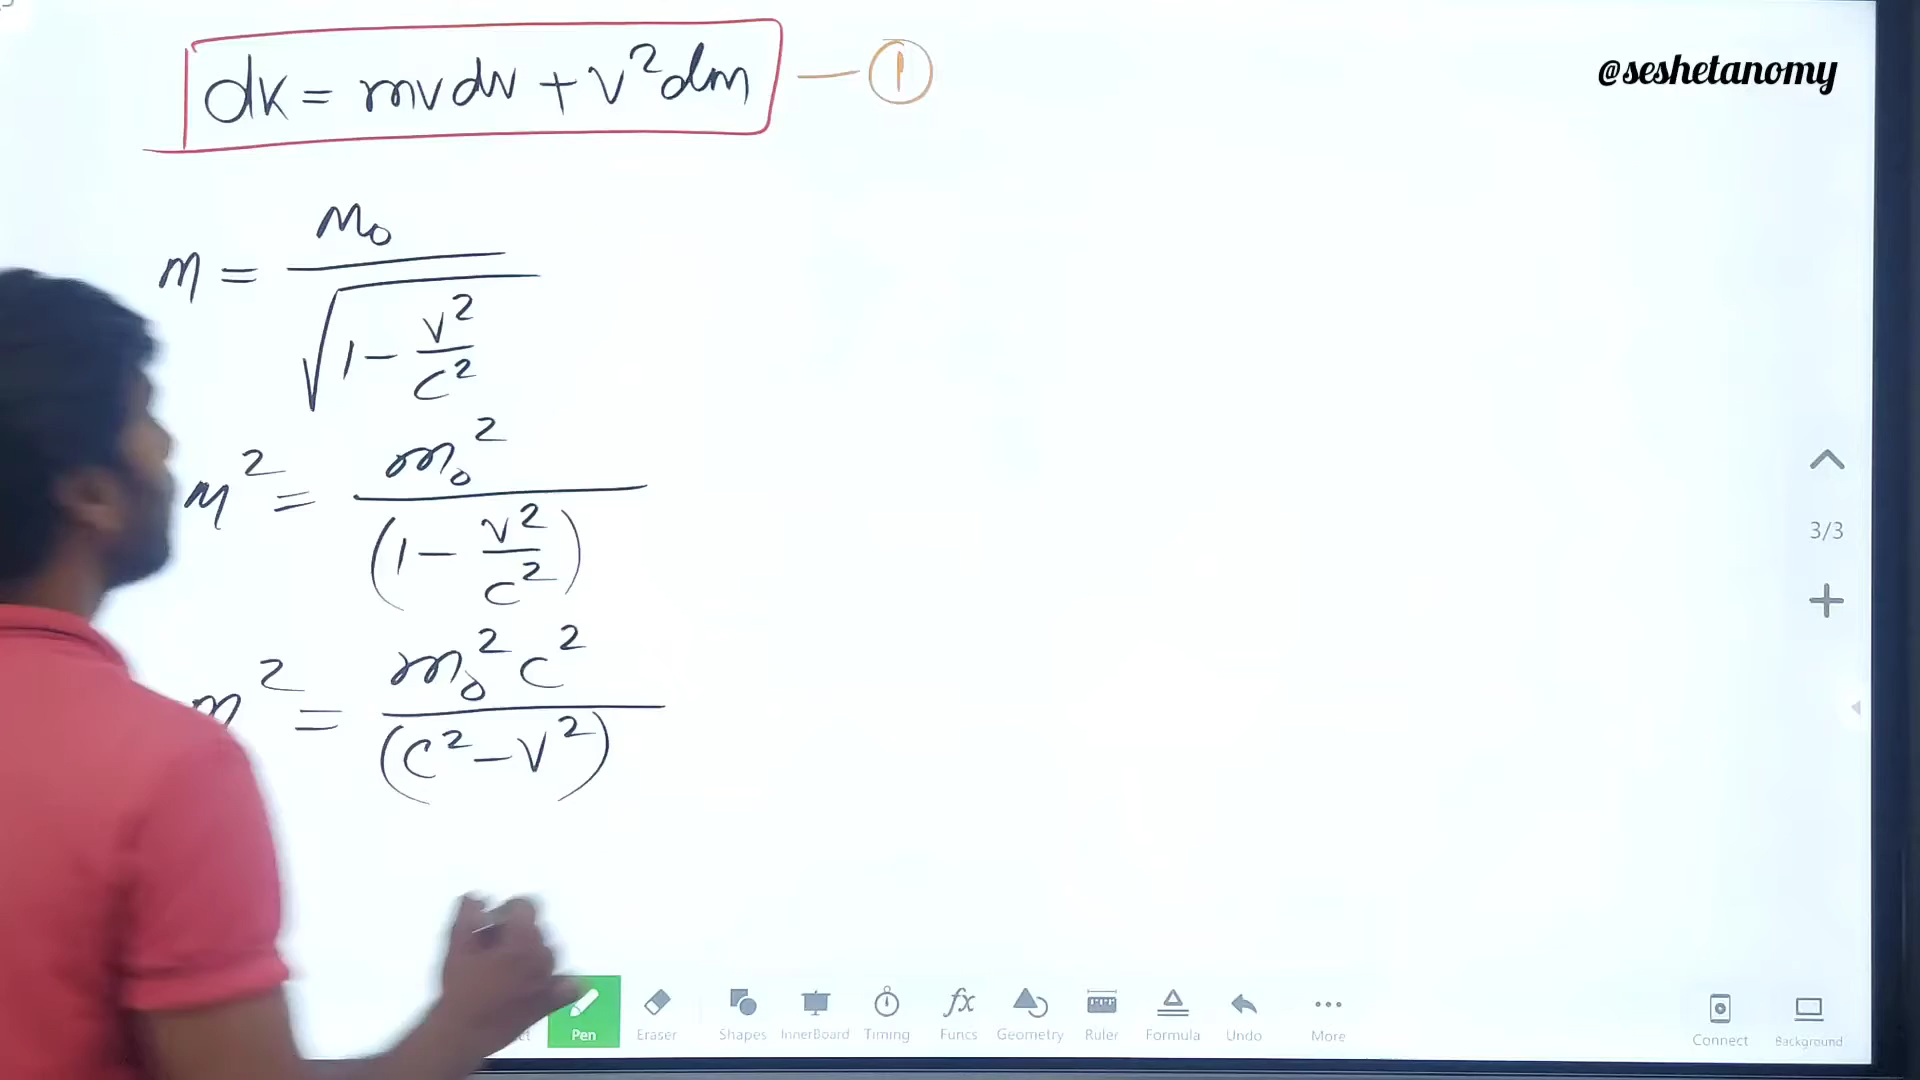 dk = mvdv + v²dm — ①
@seshetanomy
m = m₀ / √(1 - v²/c²)
m² = m₀² / (1 - v²/c²)
m² = m₀²c² / (c² - v²)
3/3
Pen Eraser Shapes InnerBoard Timing Funcs Geometry Ruler Formula Undo More Connect Background